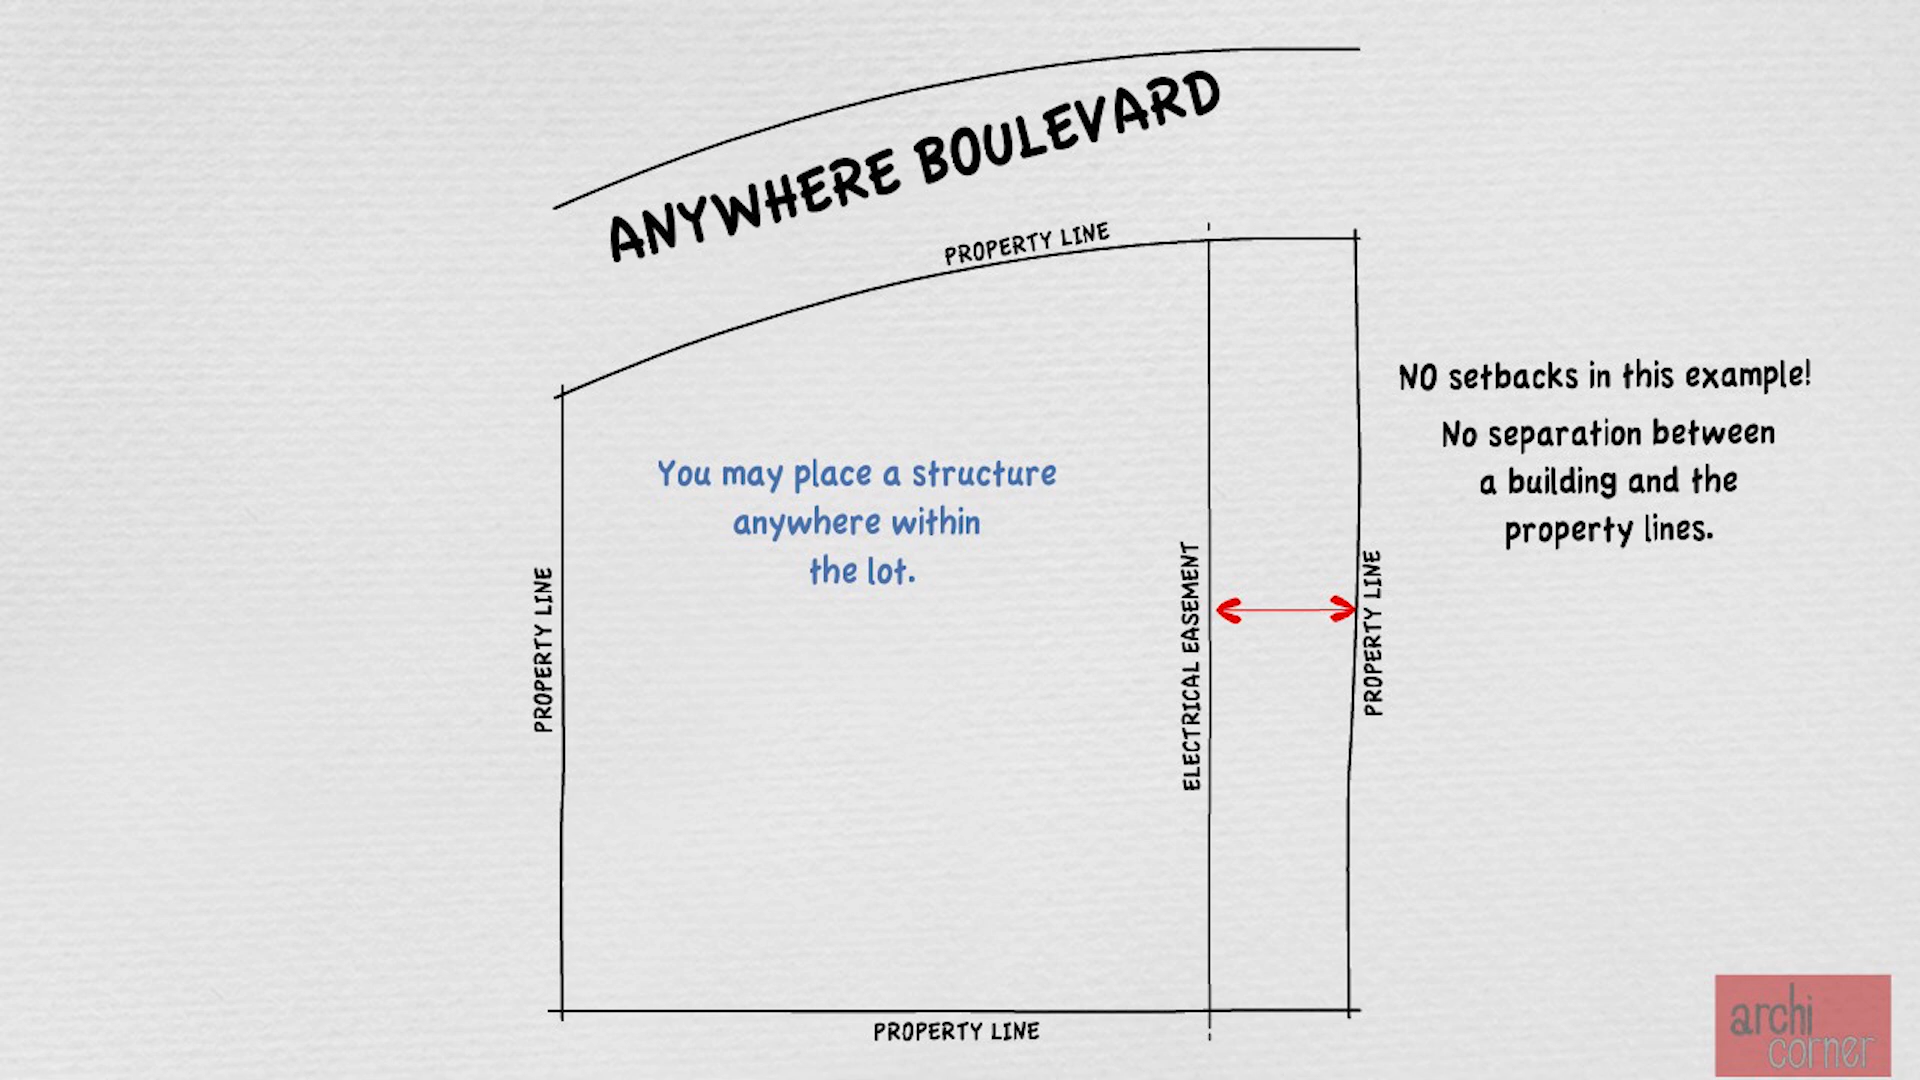 ANYWHERE BOULEVARD
PROPERTY LINE
NO setbacks in this example!
No separation between
a building and the
property lines.
You may place a structure
anywhere within
the lot.
PROPERTY LINE
ELECTRICAL EASEMENT
PROPERTY LINE
PROPERTY LINE
archi
corner